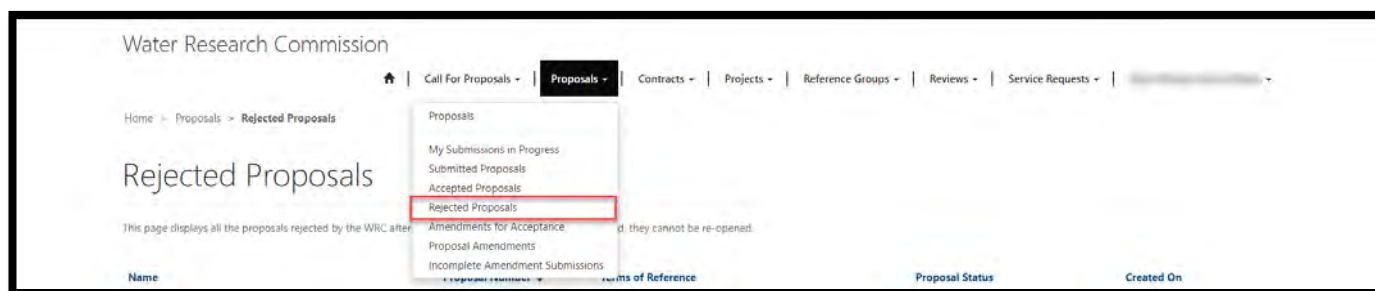 Water Research Commission
Call For Proposals | Proposals | Contracts | Projects | Reference Groups | Reviews | Service Requests |
Home > Proposals > Rejected Proposals
Proposals
My Submissions in Progress
Submitted Proposals
Rejected Proposals
Accepted Proposals
Rejected Proposals
This page displays all the proposals rejected by the WRC after
Amendments for Acceptance
they cannot be re-opened.
Proposal Amendments
Incomplete Amendment Submissions
Name
Proposal Number
of Reference
Proposal Status
Created On